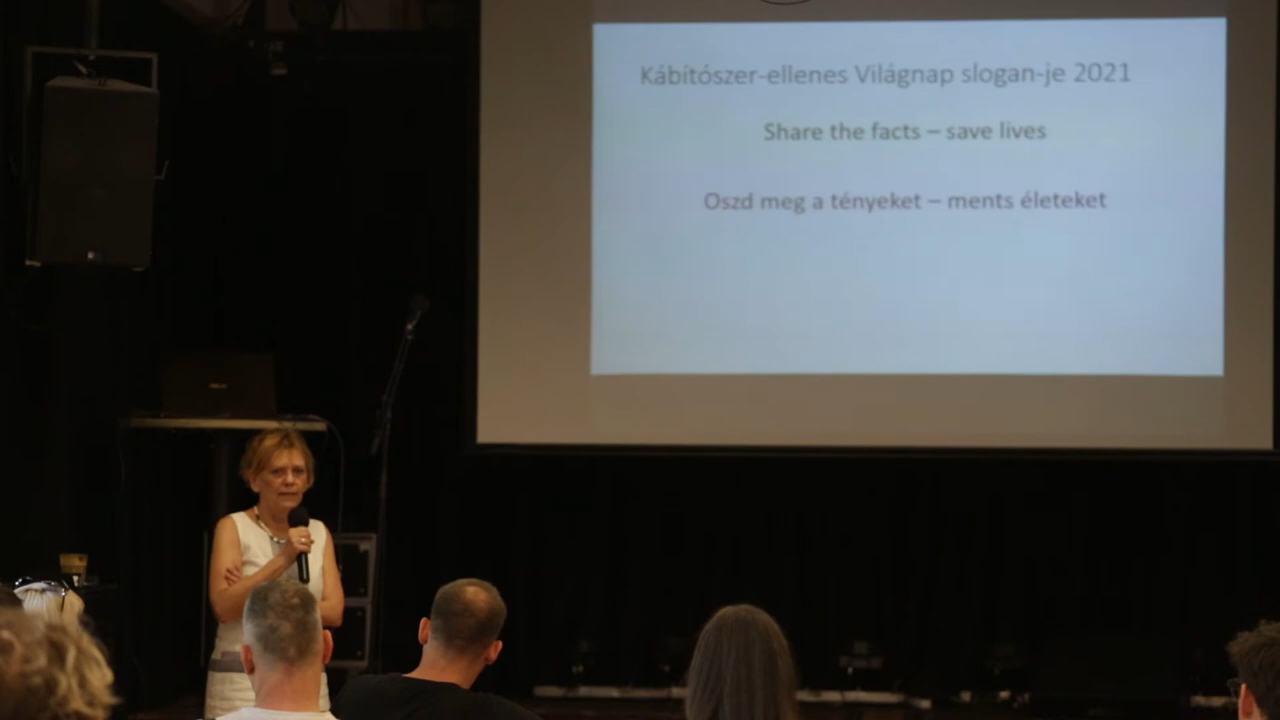 Kábítószer-ellenes Világnap slogan-je 2021
Share the facts – save lives
Oszd meg a tényeket – ments életeket